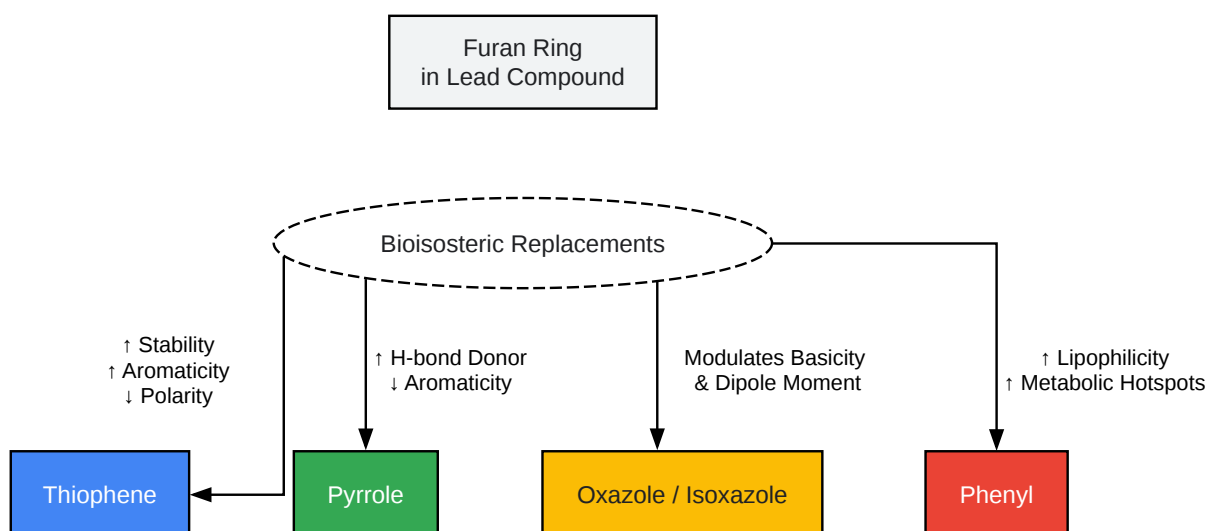 Furan Ring
in Lead Compound
Bioisosteric Replacements
↑ Stability
↑ Aromaticity
↓ Polarity
↑ H-bond Donor
↓ Aromaticity
Modulates Basicity
& Dipole Moment
↑ Lipophilicity
↑ Metabolic Hotspots
Thiophene
Pyrrole
Oxazole / Isoxazole
Phenyl